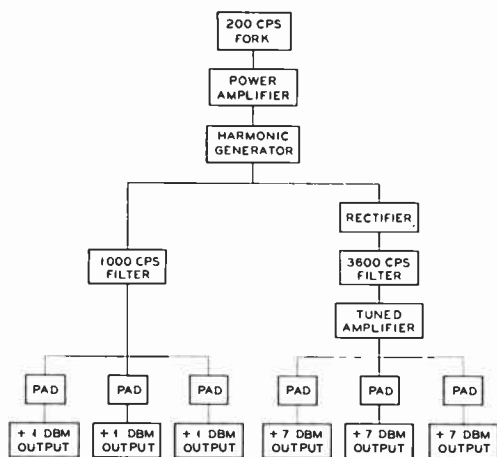 200 CPS
FORK
POWER
AMPLIFIER
HARMONIC
GENERATOR
RECTIFIER
1000 CPS
FILTER
3600 CPS
FILTER
TUNED
AMPLIFIER
PAD PAD PAD PAD PAD PAD
+ 1 DBM + 1 DBM + 1 DBM + 7 DBM + 7 DBM + 7 DBM
OUTPUT OUTPUT OUTPUT OUTPUT OUTPUT OUTPUT